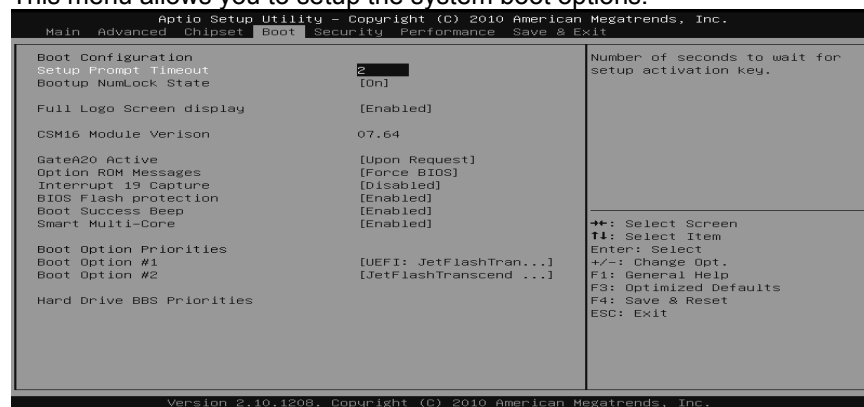 This menu allows you to setup the system boot options.
Aptio Setup Utility – Copyright (C) 2010 American Megatrends, Inc.
Main Advanced Chipset Boot Security Performance Save & Exit
Boot Configuration
Setup Prompt Timeout 2
Bootup NumLock State [On]
Full Logo Screen display [Enabled]
CSM16 Module Verison 07.64
GateA20 Active [Upon Request]
Option ROM Messages [Force BIOS]
Interrupt 19 Capture [Disabled]
BIOS Flash protection [Enabled]
Boot Success Beep [Enabled]
Smart Multi-Core [Enabled]
Boot Option Priorities
Boot Option #1 [UEFI: JetFlashTran...]
Boot Option #2 [JetFlashTranscend ...]
Hard Drive BBS Priorities
Number of seconds to wait for
setup activation key.
→←: Select Screen
↑↓: Select Item
Enter: Select
+/-: Change Opt.
F1: General Help
F3: Optimized Defaults
F4: Save & Reset
ESC: Exit
Version 2.10.1208. Copyright (C) 2010 American Megatrends, Inc.